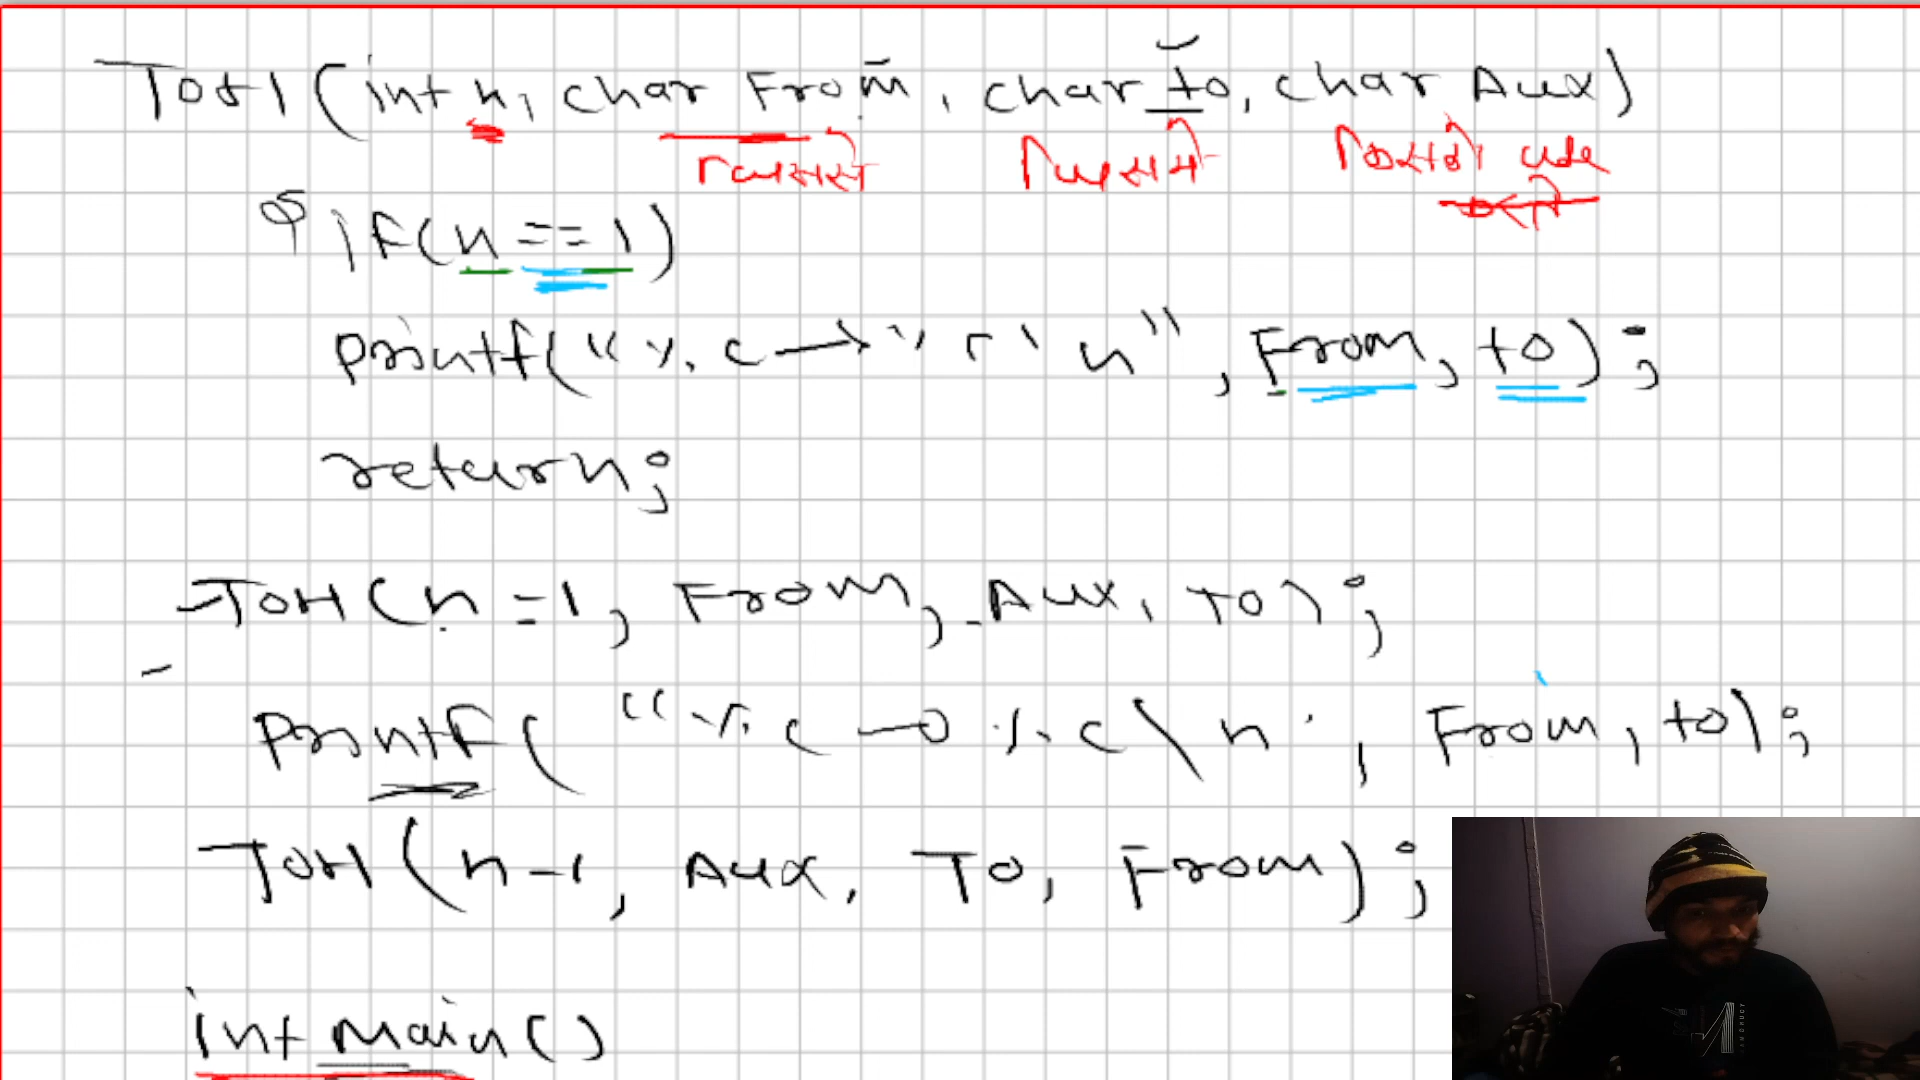 TOH (int n, char From, char to, char Aux)
if (n == 1)
printf("%c → " r \ n", From, to);
return;
TOH (n = 1, From, Aux, to);
printf("%c → %c \ n", From, to);
TOH (n-1, Aux, To, From);
int main()